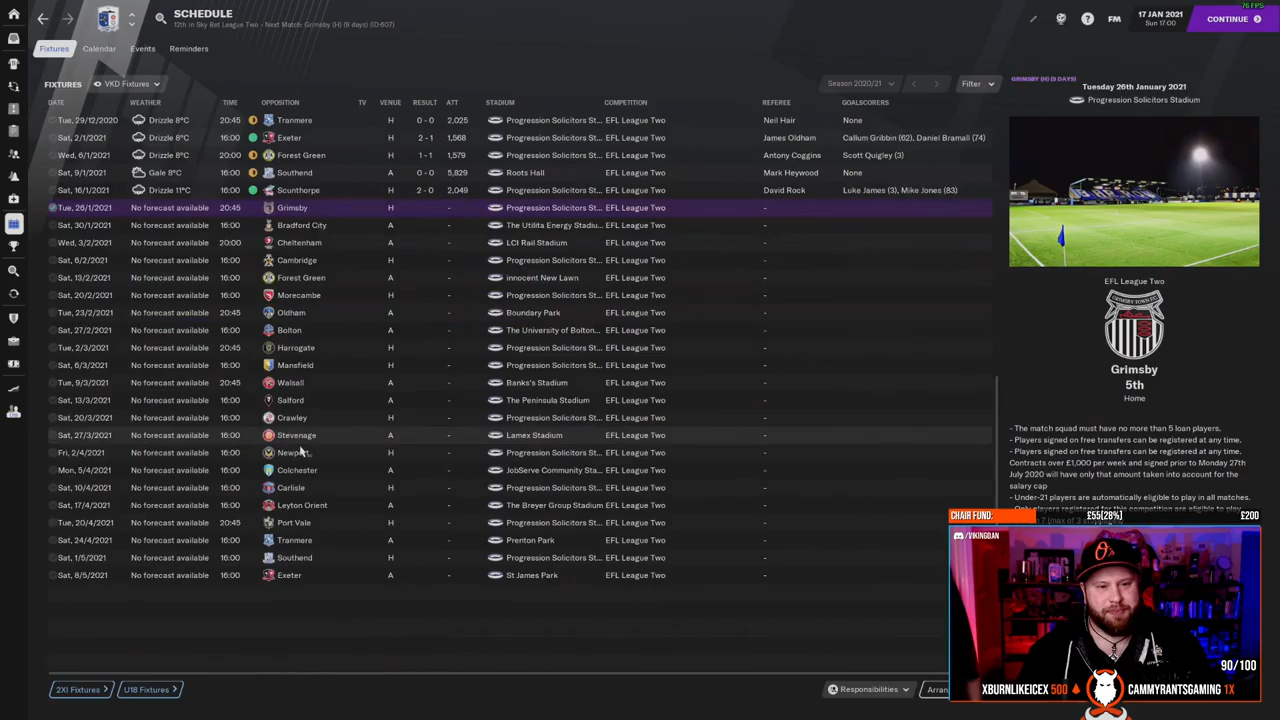 SCHEDULE
12th in Sky Bet League Two - Next Match: Grimsby (H) (9 days) (ID:607)
76 FPS
17 JAN 2021
Sun 17:00
FM
CONTINUE
Fixtures Calendar Events Reminders
FIXTURES VKD Fixtures Season 2020/21 Filter
DATE WEATHER TIME OPPOSITION TV VENUE RESULT ATT STADIUM COMPETITION REFEREE GOALSCORERS
Tue, 29/12/2020 Drizzle 8°C 20:45 Tranmere H 0 - 0 2,025 Progression Solicitors St... EFL League Two Neil Hair None
Sat, 2/1/2021 Drizzle 8°C 16:00 Exeter H 2 - 1 1,568 Progression Solicitors St... EFL League Two James Oldham Callum Gribbin (62), Daniel Bramall (74)
Wed, 6/1/2021 Drizzle 8°C 20:00 Forest Green H 1 - 1 1,579 Progression Solicitors St... EFL League Two Antony Coggins Scott Quigley (3)
Sat, 9/1/2021 Gale 8°C 16:00 Southend A 0 - 0 5,829 Roots Hall EFL League Two Mark Heywood None
Sat, 16/1/2021 Drizzle 11°C 16:00 Scunthorpe H 2 - 0 2,049 Progression Solicitors St... EFL League Two David Rock Luke James (3), Mike Jones (83)
Tue, 26/1/2021 No forecast available 20:45 Grimsby H - Progression Solicitors St... EFL League Two -
Sat, 30/1/2021 No forecast available 16:00 Bradford City A - The Utilita Energy Stadiu... EFL League Two -
Wed, 3/2/2021 No forecast available 20:00 Cheltenham A - LCI Rail Stadium EFL League Two -
Sat, 6/2/2021 No forecast available 16:00 Cambridge H - Progression Solicitors St... EFL League Two -
Sat, 13/2/2021 No forecast available 16:00 Forest Green A - innocent New Lawn EFL League Two -
Sat, 20/2/2021 No forecast available 16:00 Morecambe H - Progression Solicitors St... EFL League Two -
Tue, 23/2/2021 No forecast available 20:45 Oldham A - Boundary Park EFL League Two -
Sat, 27/2/2021 No forecast available 16:00 Bolton A - The University of Bolton... EFL League Two -
Tue, 2/3/2021 No forecast available 20:45 Harrogate H - Progression Solicitors St... EFL League Two -
Sat, 6/3/2021 No forecast available 16:00 Mansfield H - Progression Solicitors St... EFL League Two -
Tue, 9/3/2021 No forecast available 20:45 Walsall A - Banks's Stadium EFL League Two -
Sat, 13/3/2021 No forecast available 16:00 Salford A - The Peninsula Stadium EFL League Two -
Sat, 20/3/2021 No forecast available 16:00 Crawley H - Progression Solicitors St... EFL League Two -
Sat, 27/3/2021 No forecast available 16:00 Stevenage A - Lamex Stadium EFL League Two -
Fri, 2/4/2021 No forecast available 16:00 Newp H - Progression Solicitors St... EFL League Two -
Mon, 5/4/2021 No forecast available 16:00 Colchester A - JobServe Community Sta... EFL League Two -
Sat, 10/4/2021 No forecast available 16:00 Carlisle H - Progression Solicitors St... EFL League Two -
Sat, 17/4/2021 No forecast available 16:00 Leyton Orient A - The Breyer Group Stadium EFL League Two -
Tue, 20/4/2021 No forecast available 20:45 Port Vale H - Progression Solicitors St... EFL League Two -
Sat, 24/4/2021 No forecast available 16:00 Tranmere A - Prenton Park EFL League Two -
Sat, 1/5/2021 No forecast available 16:00 Southend H - Progression Solicitors St... EFL League Two -
Sat, 8/5/2021 No forecast available 16:00 Exeter A - St James Park EFL League Two -
2XI Fixtures U18 Fixtures Responsibilities Arran
GRIMSBY (H) (9 DAYS)
Tuesday 26th January 2021
Progression Solicitors Stadium
EFL League Two
Grimsby
5th
Home
- The match squad must have no more than 5 loan players.
- Players signed on free transfers can be registered at any time.
- Players signed on free transfers can be registered at any time.
Contracts over £1,000 per week and signed prior to Monday 27th
July 2020 will have only that amount taken into account for the
salary cap
- Under-21 players are automatically eligible to play in all matches.
CHAIR FUND: £55(28%) £200
/VIKINGDAN
90/100
XBURNLIKEICEX 500 CAMMYRANTSGAMING 1X